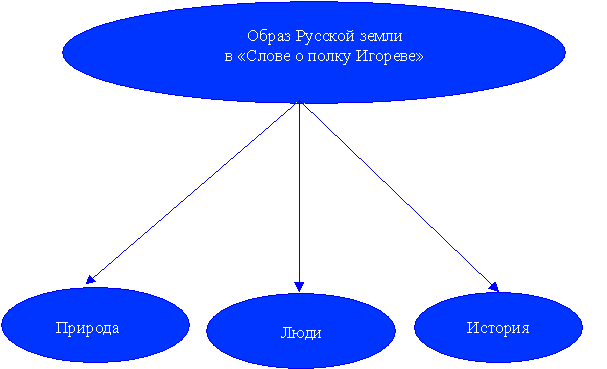 Образ Русской земли
в «Слове о полку Игореве»
Природа
Люди
История